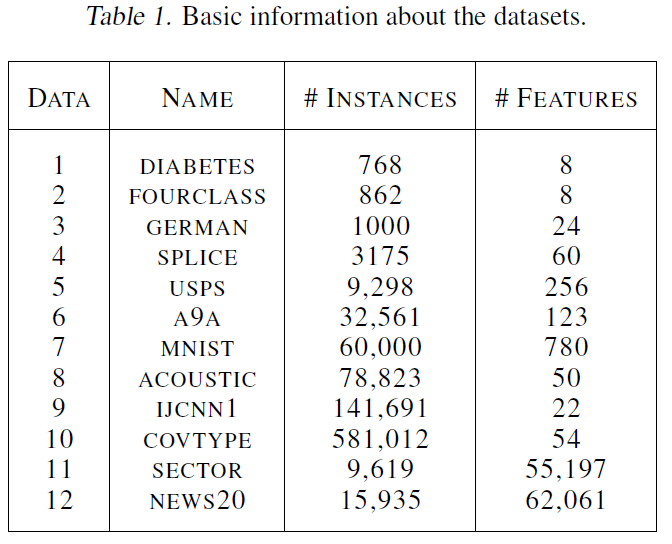 Table 1. Basic information about the datasets.
DATA NAME # INSTANCES # FEATURES
1 DIABETES 768 8
2 FOURCLASS 862 8
3 GERMAN 1000 24
4 SPLICE 3175 60
5 USPS 9,298 256
6 A9A 32,561 123
7 MNIST 60,000 780
8 ACOUSTIC 78,823 50
9 IJCNN1 141,691 22
10 COVTYPE 581,012 54
11 SECTOR 9,619 55,197
12 NEWS20 15,935 62,061